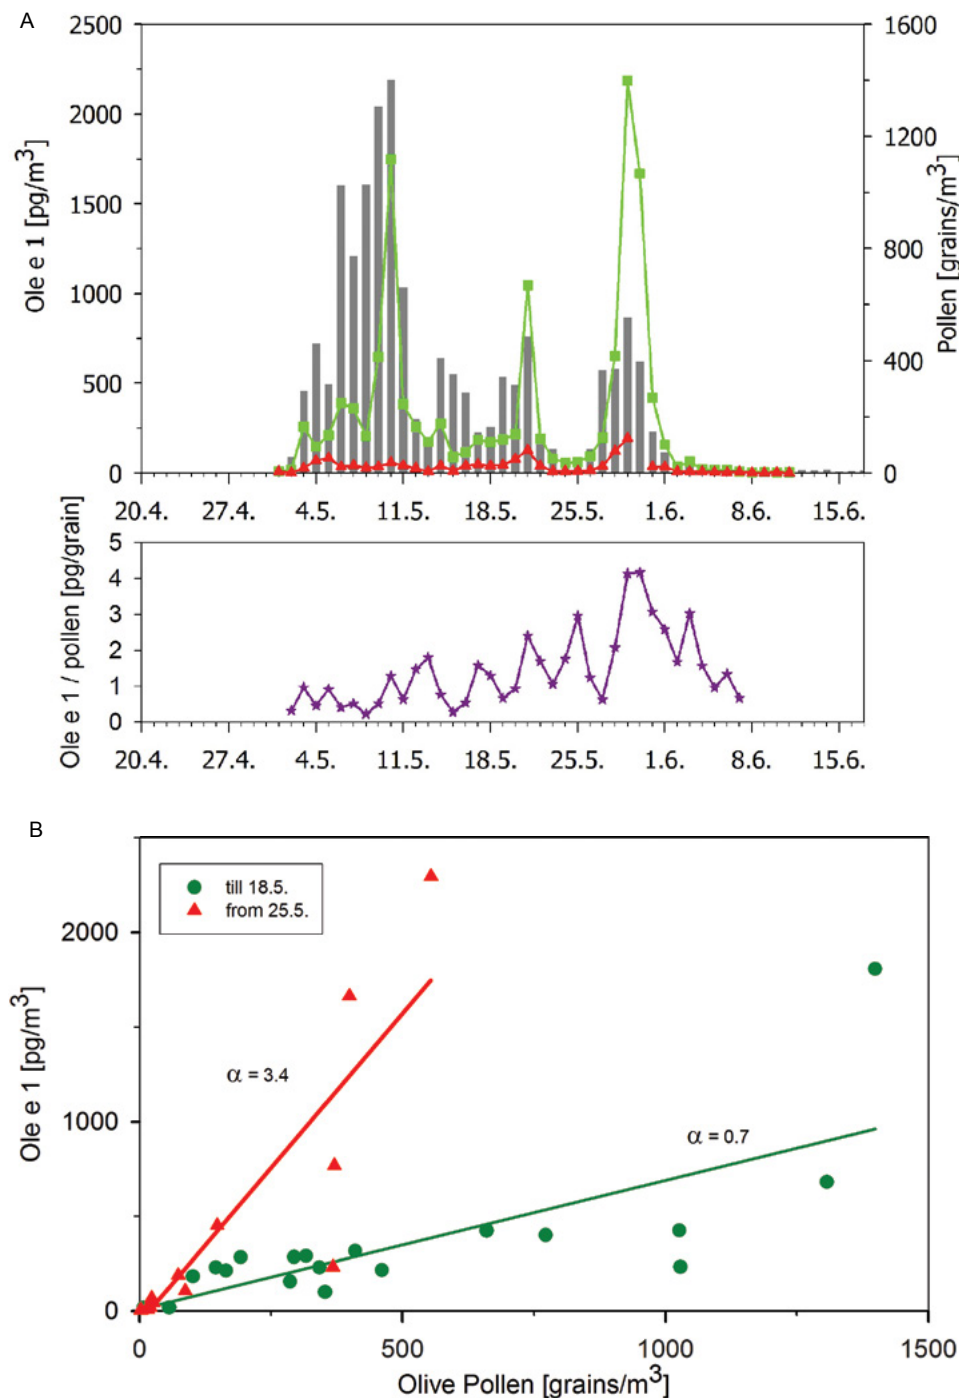 A
Ole e 1 [pg/m3]
2500
2000
1500
1000
500
0
Pollen [grains/m3]
1600
1200
800
400
0
20.4. 27.4. 4.5. 11.5. 18.5. 25.5. 1.6. 8.6. 15.6.
Ole e 1 / pollen [pg/grain]
5
4
3
2
1
0
20.4. 27.4. 4.5. 11.5. 18.5. 25.5. 1.6. 8.6. 15.6.
B
till 18.5.
from 25.5.
Ole e 1 [pg/m3]
2000
1000
0
α = 3.4
α = 0.7
0 500 1000 1500
Olive Pollen [grains/m3]